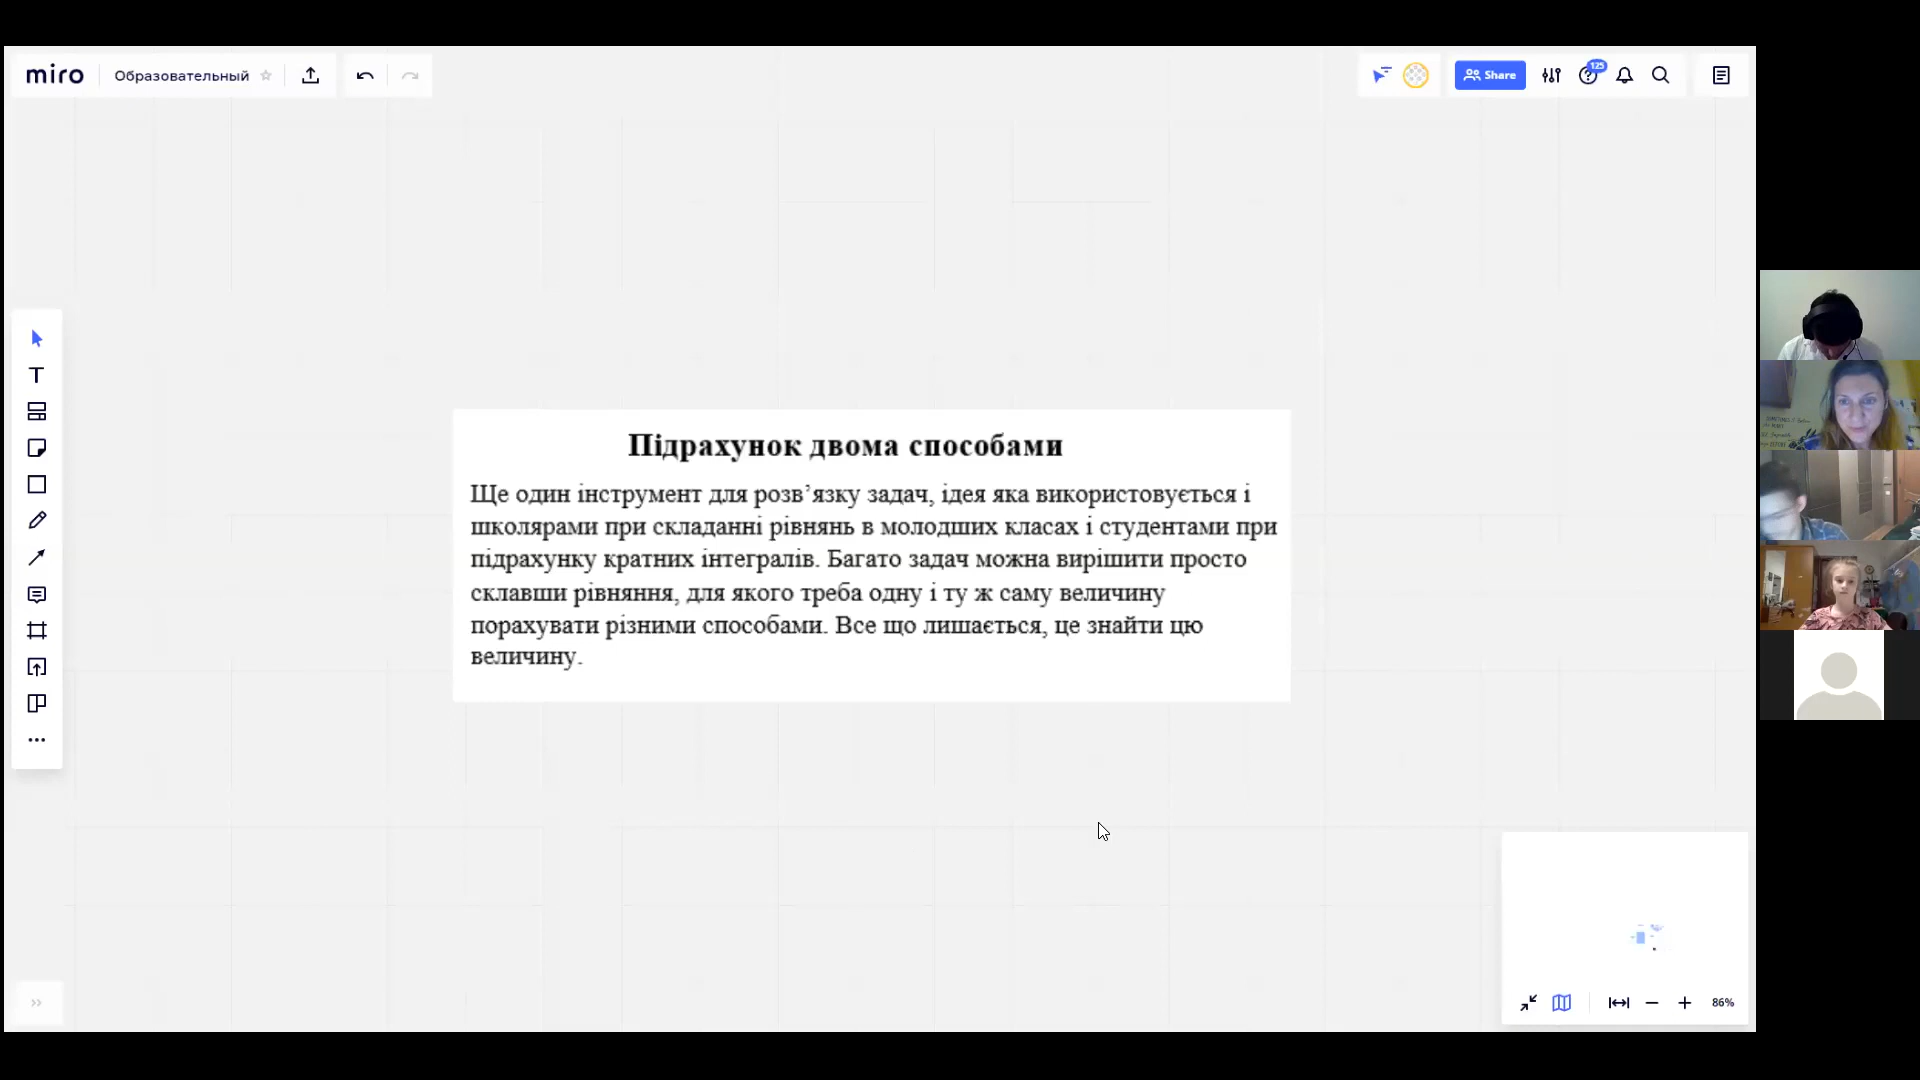 miro
Образовательный
Share
125
Підрахунок двома способами
Ще один інструмент для розв’язку задач, ідея яка використовується і
школярами при складанні рівнянь в молодших класах і студентами при
підрахунку кратних інтегралів. Багато задач можна вирішити просто
склавши рівняння, для якого треба одну і ту ж саму величину
порахувати різними способами. Все що лишається, це знайти цю
величину.
86%